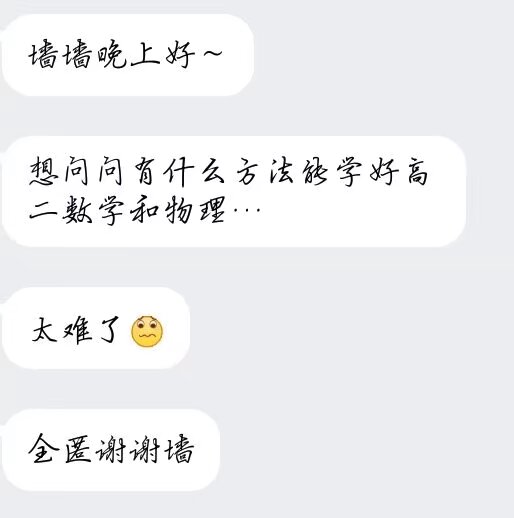 墙墙晚上好~
想问问有什么方法能学好高
二数学和物理…
太难了
全匿谢谢墙